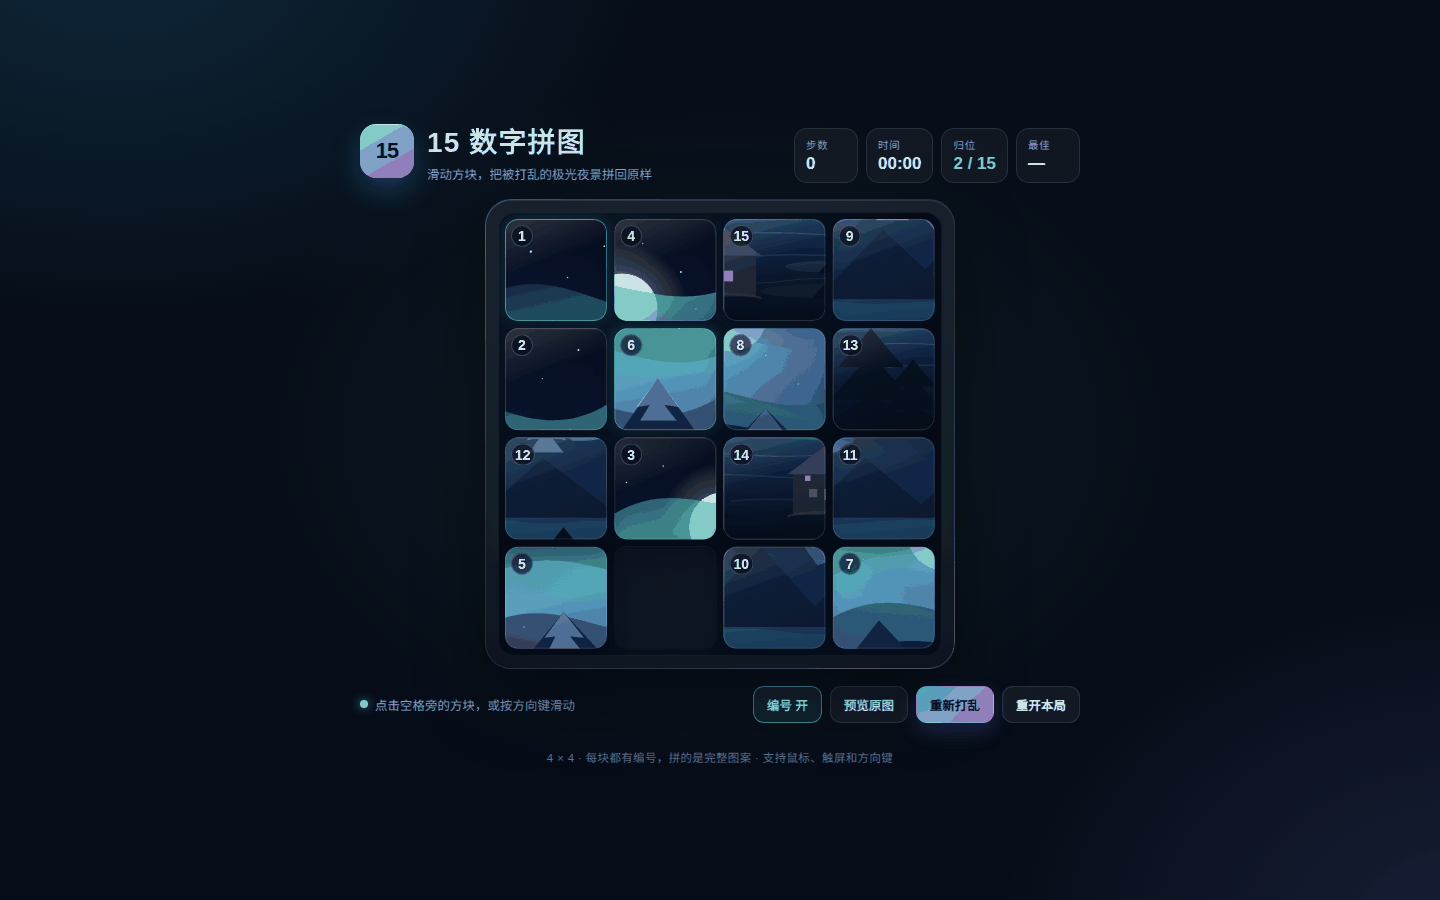 15
15 数字拼图
滑动方块，把被打乱的极光夜景拼回原样
步数
0
时间
00:00
归位
2 / 15
最佳
—
1 4 15 9
2 6 8 13
12 3 14 11
5 10 7
点击空格旁的方块，或按方向键滑动
编号 开
预览原图
重新打乱
重开本局
4 × 4 · 每块都有编号，拼的是完整图案 · 支持鼠标、触屏和方向键